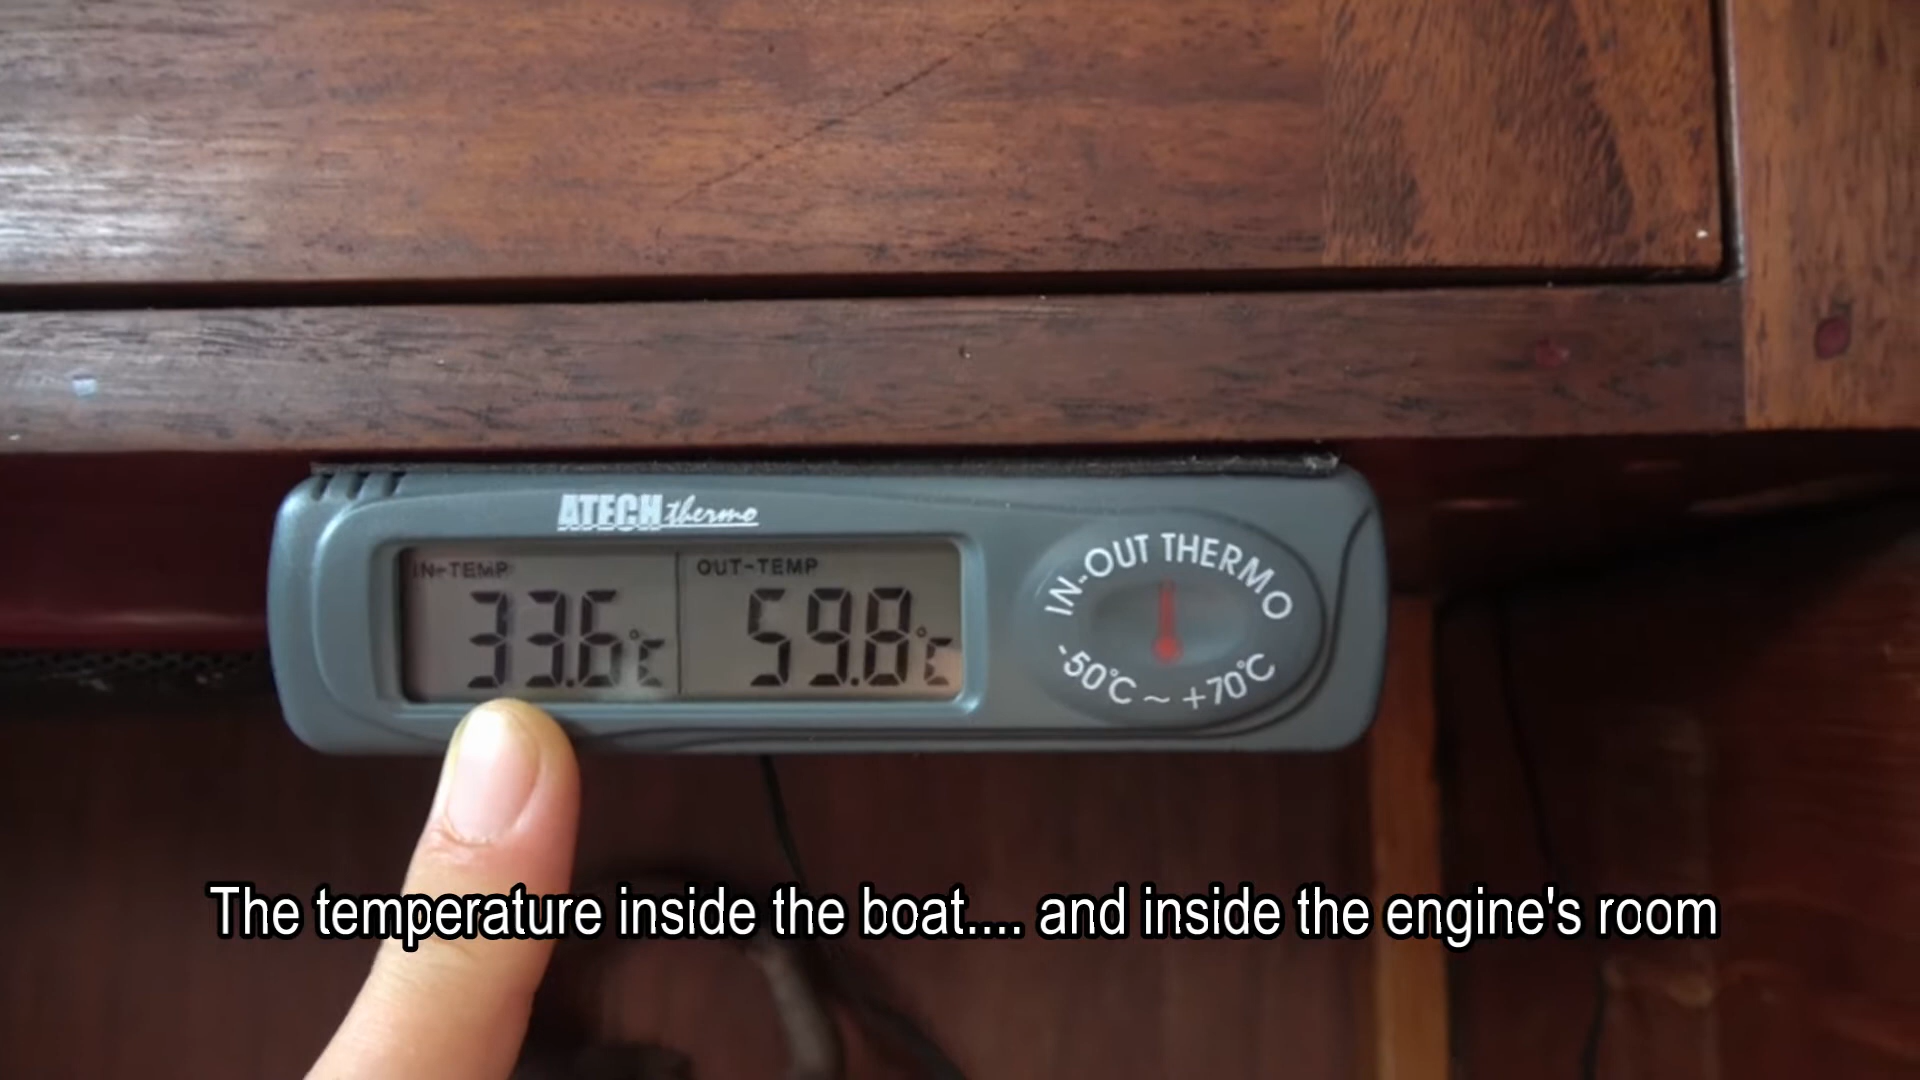 ATECH thermo
IN-TEMP OUT-TEMP
33.6°C 59.8°C
IN-OUT THERMO
-50°C ~ +70°C
The temperature inside the boat.... and inside the engine's room